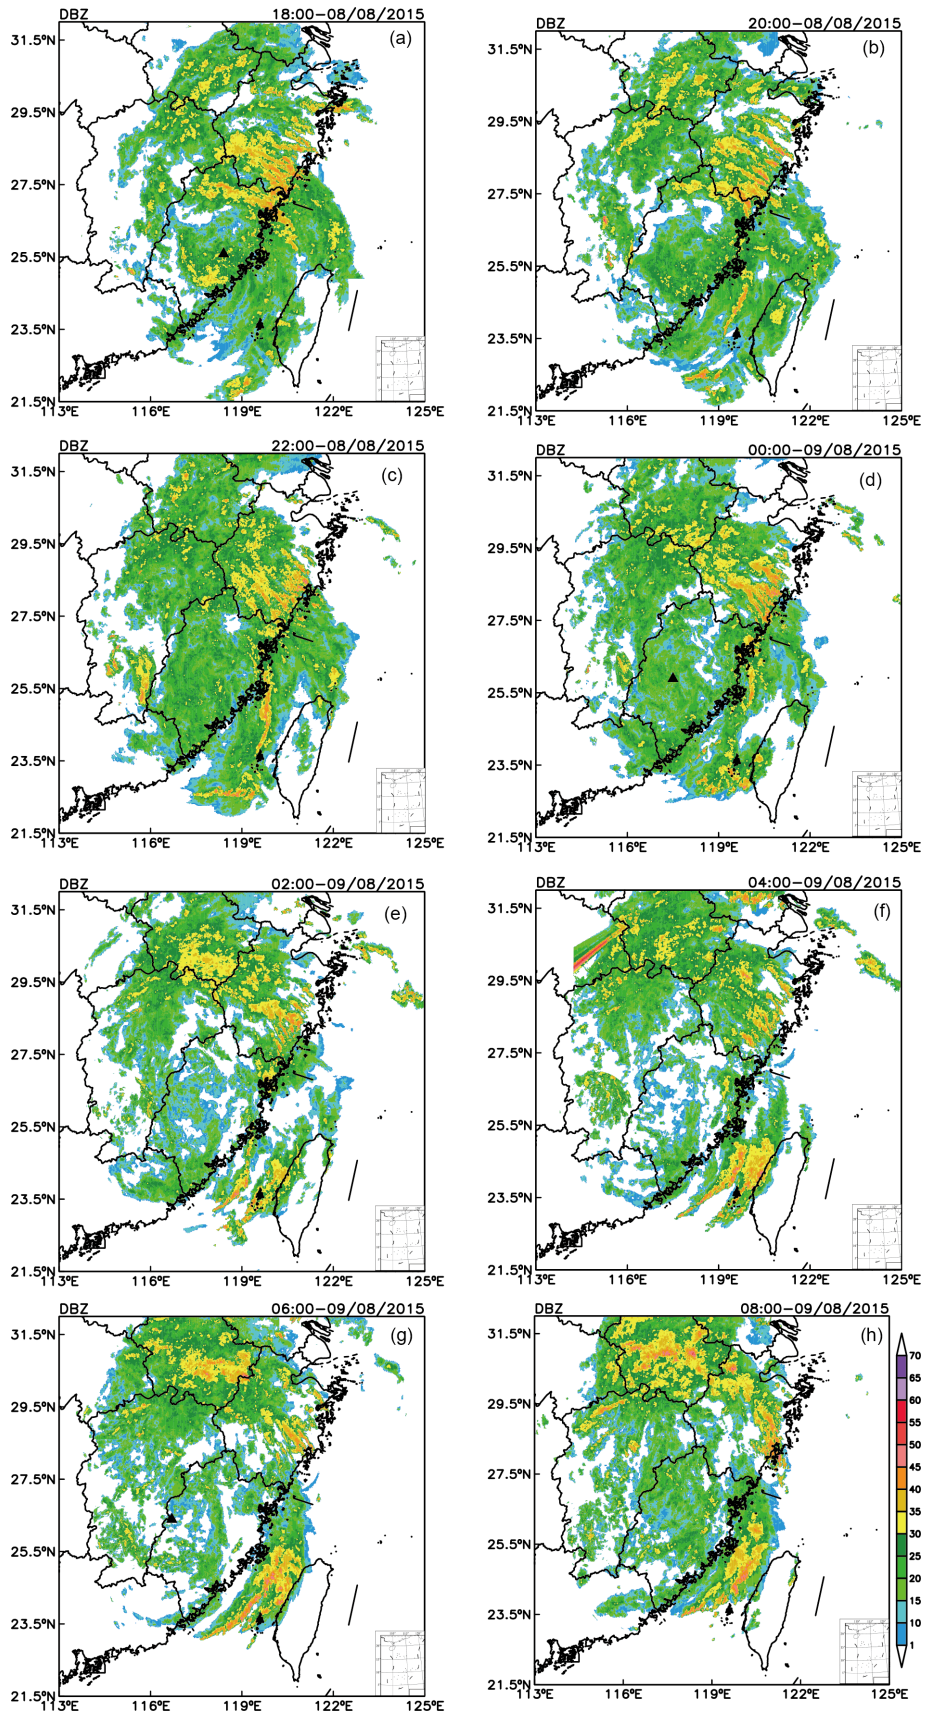 DBZ 18:00-08/08/2015
(a)
31.5°N
29.5°N
27.5°N
25.5°N
23.5°N
21.5°N
113°E 116°E 119°E 122°E 125°E
DBZ 20:00-08/08/2015
(b)
31.5°N
29.5°N
27.5°N
25.5°N
23.5°N
21.5°N
113°E 116°E 119°E 122°E 125°E
DBZ 22:00-08/08/2015
(c)
31.5°N
29.5°N
27.5°N
25.5°N
23.5°N
21.5°N
113°E 116°E 119°E 122°E 125°E
DBZ 00:00-09/08/2015
(d)
31.5°N
29.5°N
27.5°N
25.5°N
23.5°N
21.5°N
113°E 116°E 119°E 122°E 125°E
DBZ 02:00-09/08/2015
(e)
31.5°N
29.5°N
27.5°N
25.5°N
23.5°N
21.5°N
113°E 116°E 119°E 122°E 125°E
DBZ 04:00-09/08/2015
(f)
31.5°N
29.5°N
27.5°N
25.5°N
23.5°N
21.5°N
113°E 116°E 119°E 122°E 125°E
DBZ 06:00-09/08/2015
(g)
31.5°N
29.5°N
27.5°N
25.5°N
23.5°N
21.5°N
113°E 116°E 119°E 122°E 125°E
DBZ 08:00-09/08/2015
(h)
31.5°N
29.5°N
27.5°N
25.5°N
23.5°N
21.5°N
113°E 116°E 119°E 122°E 125°E
70
65
60
55
50
45
40
35
30
25
20
15
10
1